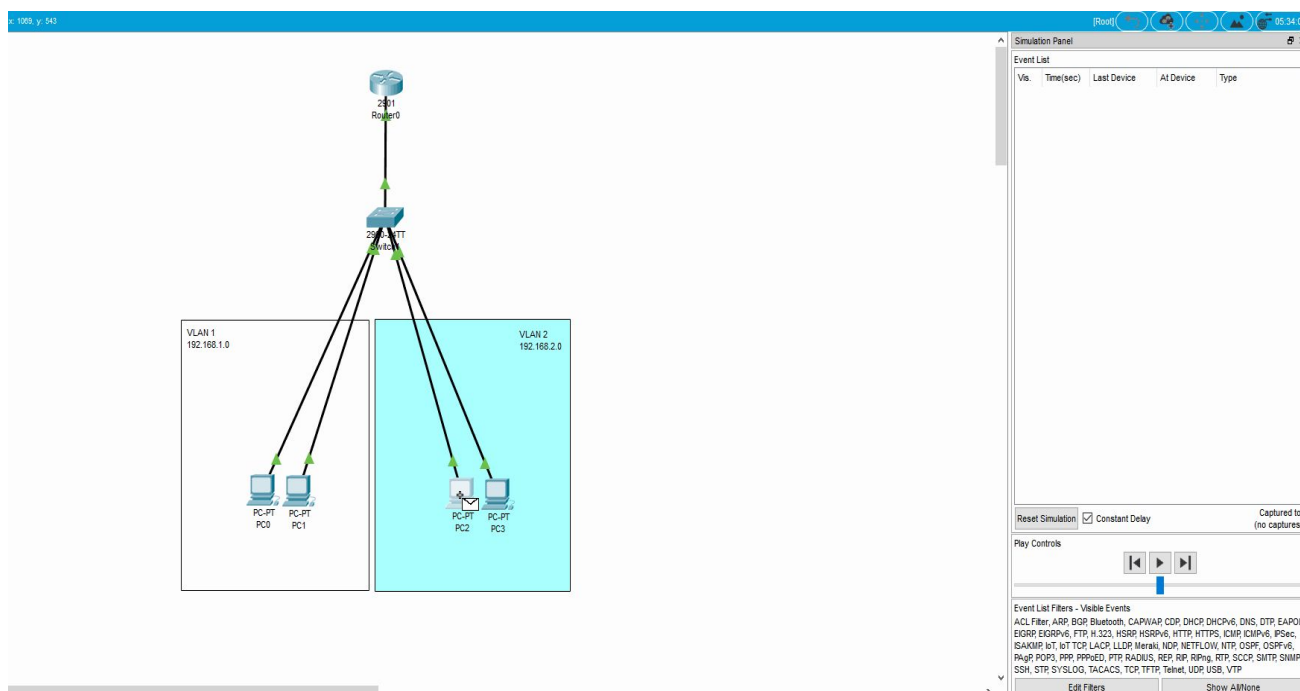 x: 1069, y: 543
[Root]
05:34:0
Simulation Panel
Event List
Vis. Time(sec) Last Device At Device Type
2901
Router0
VLAN 1
192.168.1.0
VLAN 2
192.168.2.0
PC-PT
PC0
PC-PT
PC1
PC-PT
PC2
PC-PT
PC3
Reset Simulation Constant Delay
Captured to
(no captures
Play Controls
Event List Filters - Visible Events
ACL Filter, ARP, BGP, Bluetooth, CAPWAP, CDP, DHCP, DHCPv6, DNS, DTP, EAPOL
EIGRP, EIGRPv6, FTP, H.323, HSRP, HSRPv6, HTTP, HTTPS, ICMP, ICMPv6, IPSec,
ISAKMP, IoT, IoT TCP, LACP, LLDP, Meraki, NDP, NETFLOW, NTP, OSPF, OSPFv6,
PAgP, POP3, PPP, PPPoED, PTP, RADIUS, REP, RIP, RIPng, RTP, SCCP, SMTP, SNMP
SSH, STP, SYSLOG, TACACS, TCP, TFTP, Telnet, UDP, USB, VTP
Edit Filters Show All/None